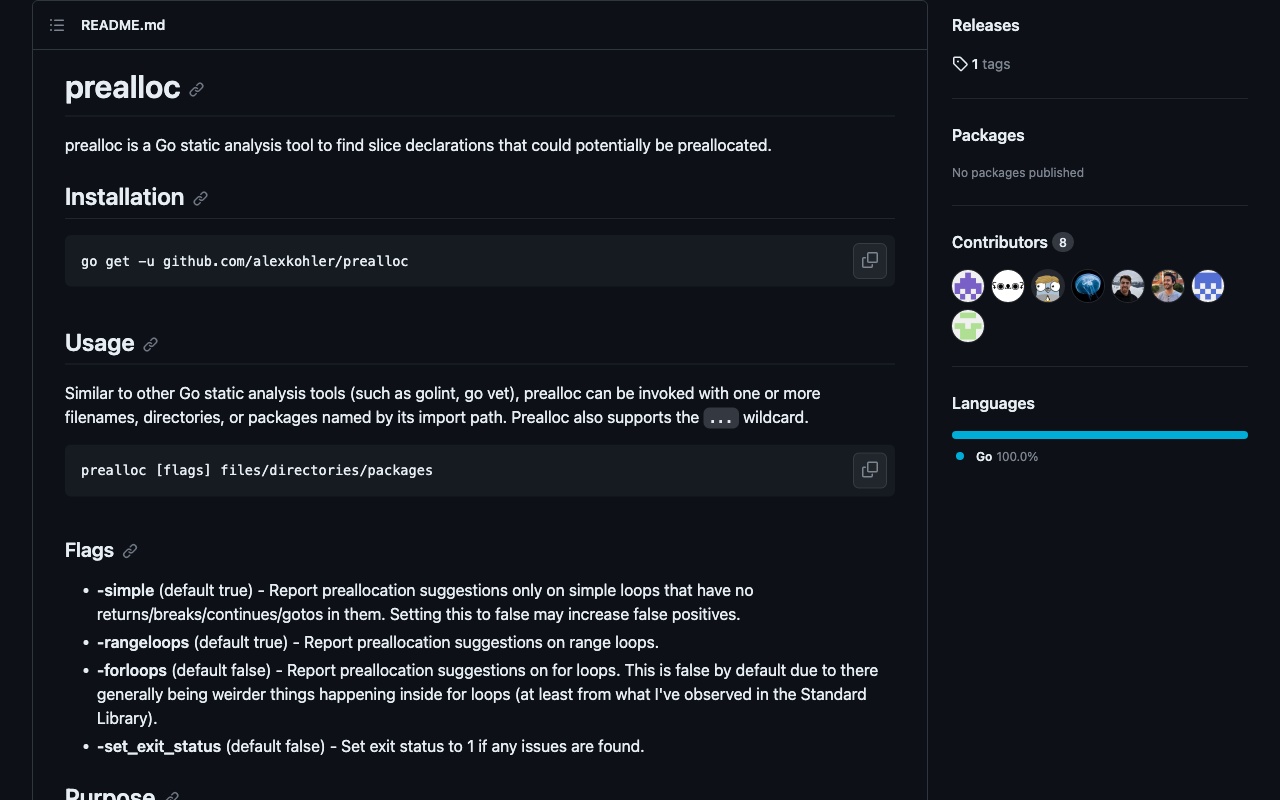 README.md
prealloc
prealloc is a Go static analysis tool to find slice declarations that could potentially be preallocated.
Installation
go get -u github.com/alexkohler/prealloc
Usage
Similar to other Go static analysis tools (such as golint, go vet), prealloc can be invoked with one or more
filenames, directories, or packages named by its import path. Prealloc also supports the ... wildcard.
prealloc [flags] files/directories/packages
Flags
• -simple (default true) - Report preallocation suggestions only on simple loops that have no
returns/breaks/continues/gotos in them. Setting this to false may increase false positives.
• -rangeloops (default true) - Report preallocation suggestions on range loops.
• -forloops (default false) - Report preallocation suggestions on for loops. This is false by default due to there
generally being weirder things happening inside for loops (at least from what I've observed in the Standard
Library).
• -set_exit_status (default false) - Set exit status to 1 if any issues are found.
Purpose
Releases
1 tags
Packages
No packages published
Contributors 8
Languages
Go 100.0%